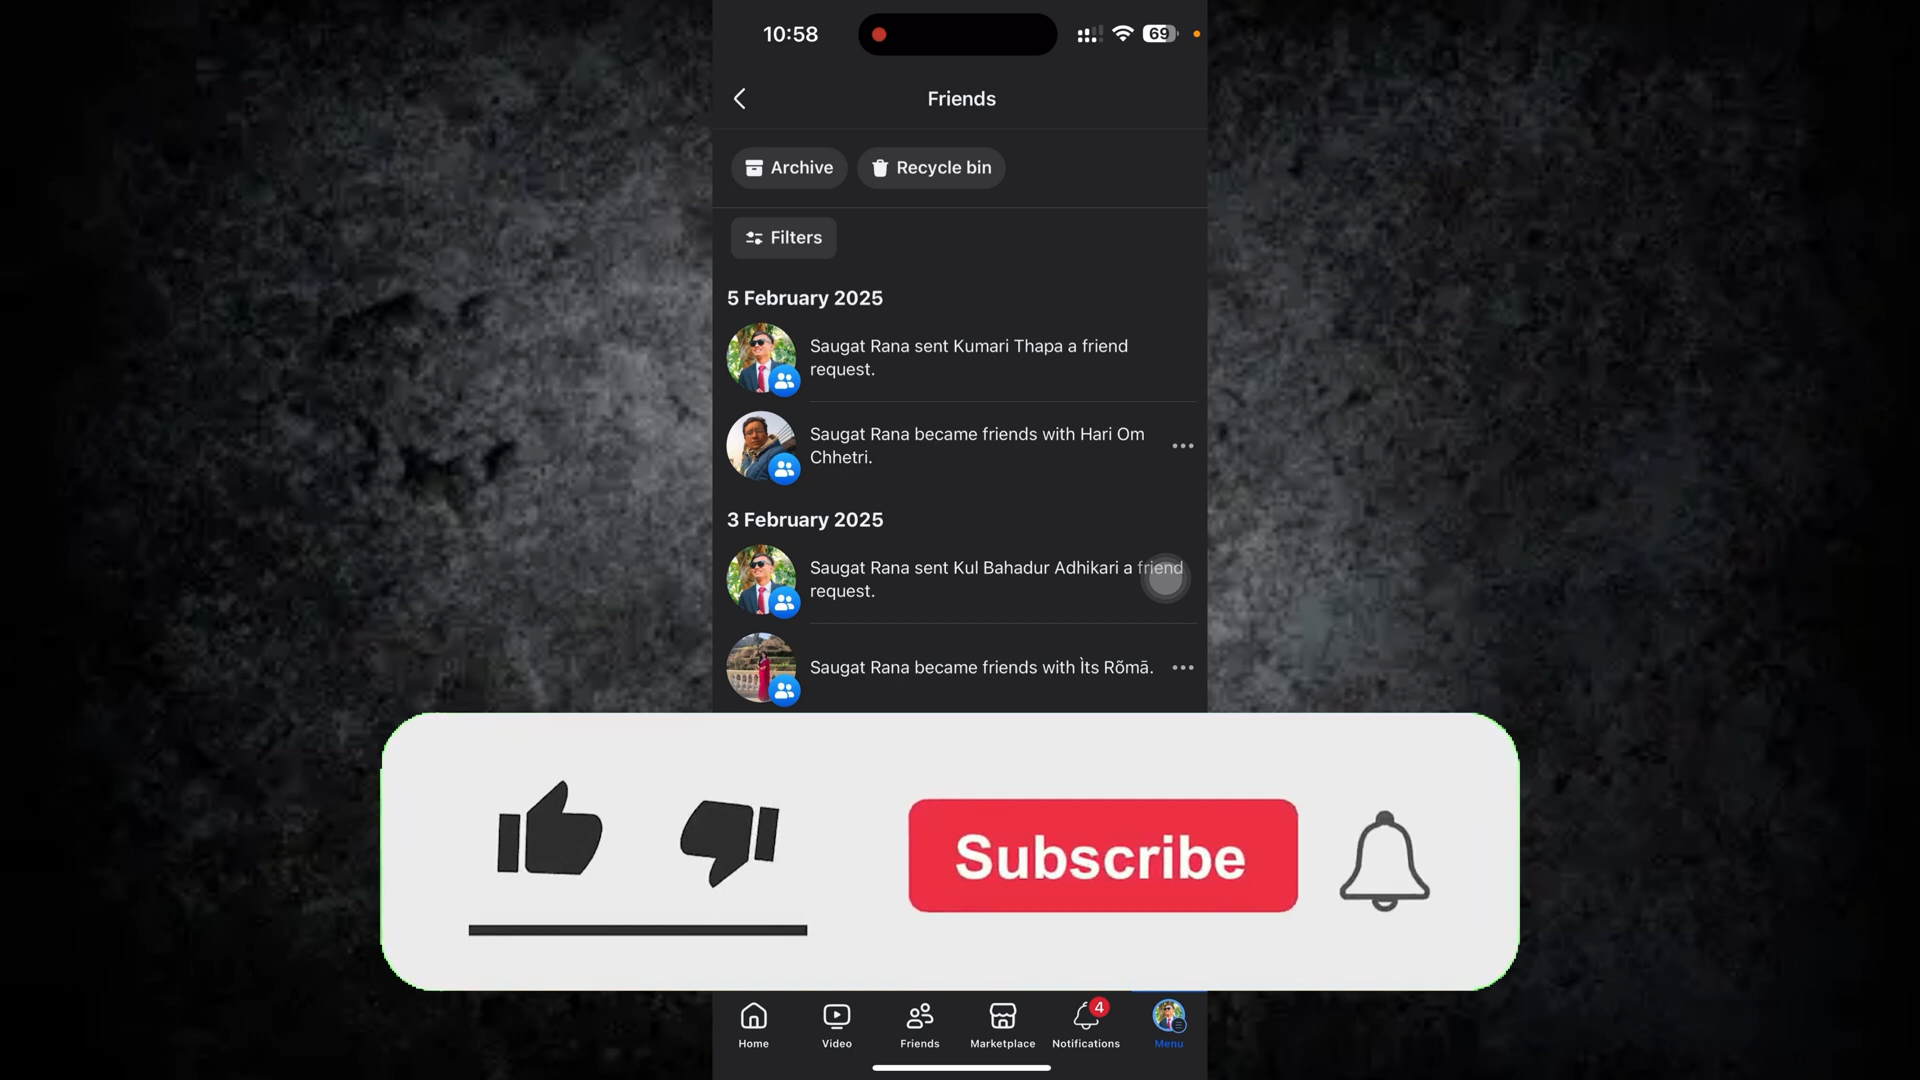 10:58
69
Friends
Archive
Recycle bin
Filters
5 February 2025
Saugat Rana sent Kumari Thapa a friend
request.
Saugat Rana became friends with Hari Om
Chhetri.
3 February 2025
Saugat Rana sent Kul Bahadur Adhikari a friend
request.
Saugat Rana became friends with Ìts Rõmā.
Subscribe
4
Home
Video
Friends
Marketplace
Notifications
Menu